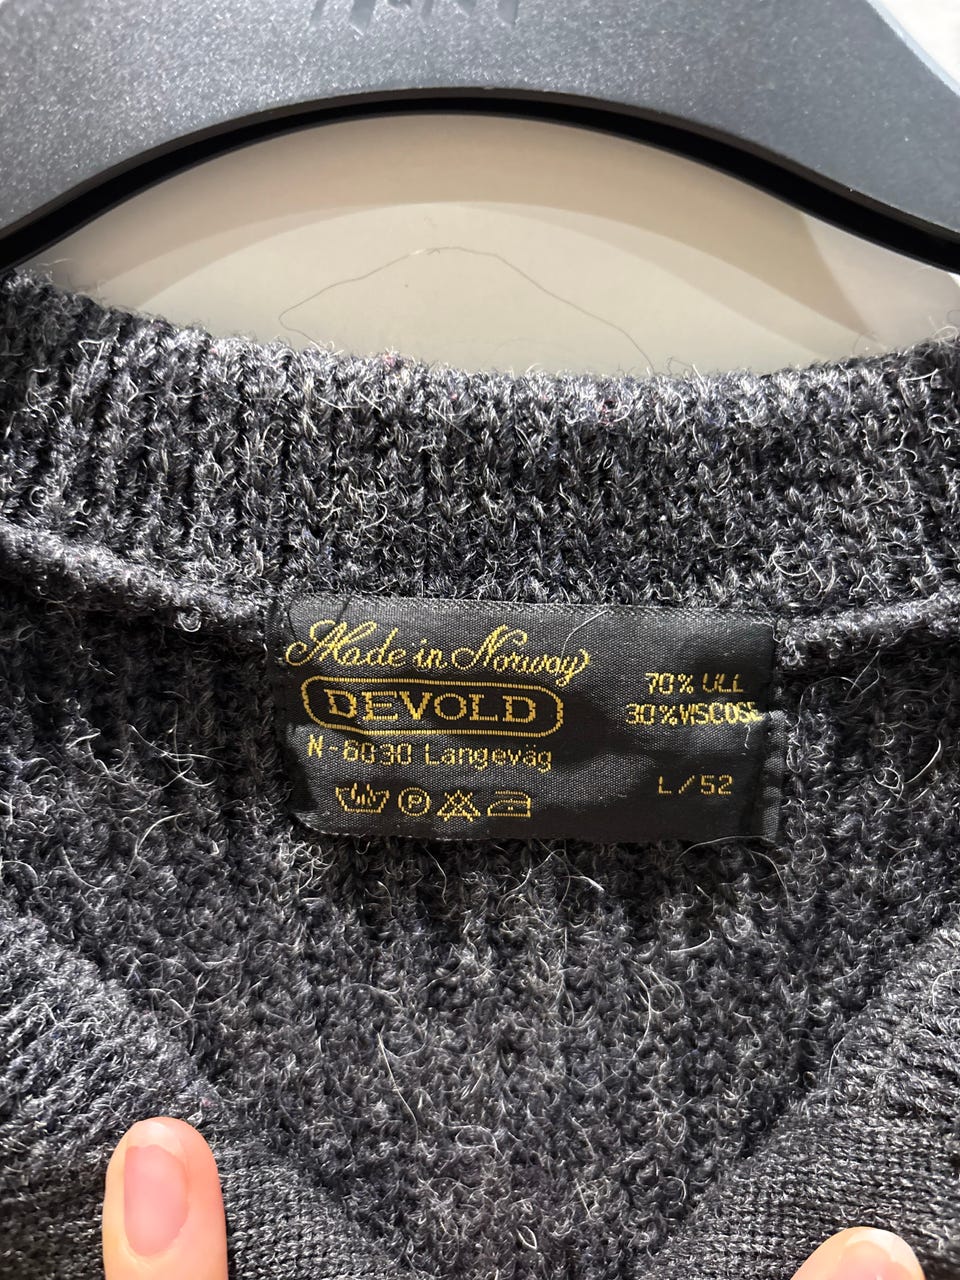 Made in Norway
DEVOLD
N-6030 Langevåg
70% ULL
30% VISCOSE
L/52